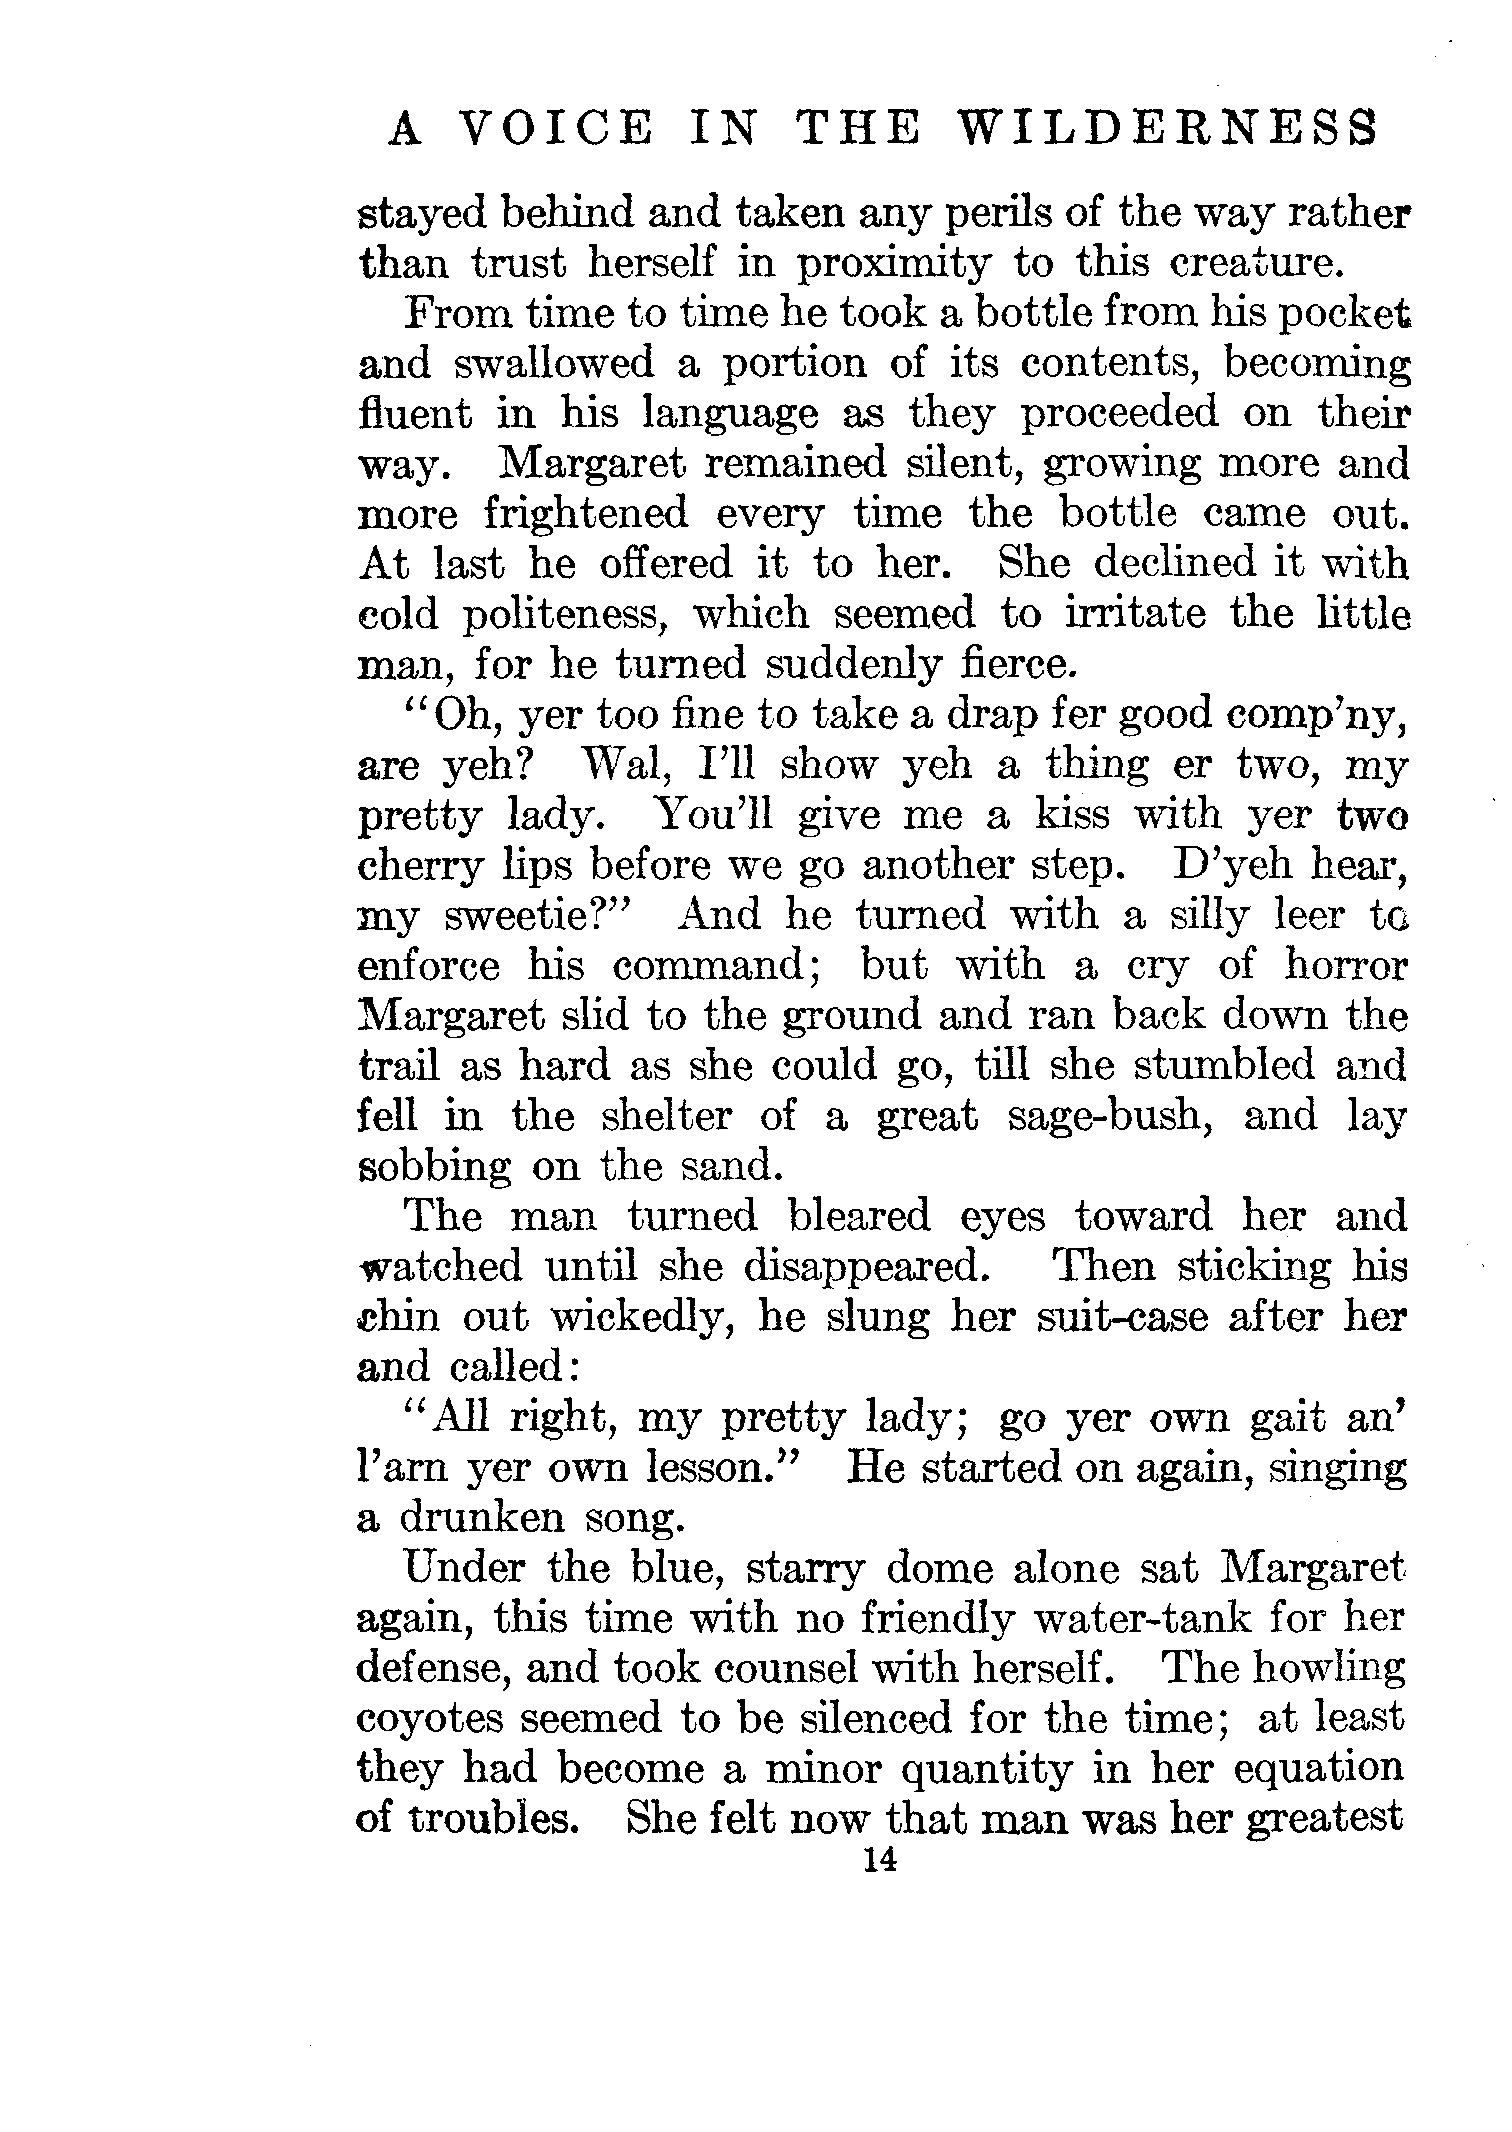 A VOICE IN THE WILDERNESS
stayed behind and taken any perils of the way rather
than trust herself in proximity to this creature.
From time to time he took a bottle from his pocket
and swallowed a portion of its contents, becoming
fluent in his language as they proceeded on their
way. Margaret remained silent, growing more and
more frightened every time the bottle came out.
At last he offered it to her. She declined it with
cold politeness, which seemed to irritate the little
man, for he turned suddenly fierce.
"Oh, yer too fine to take a drap fer good comp'ny,
are yeh? Wal, I'll show yeh a thing er two, my
pretty lady. You'll give me a kiss with yer two
cherry lips before we go another step. D'yeh hear,
my sweetie?" And he turned with a silly leer to
enforce his command; but with a cry of horror
Margaret slid to the ground and ran back down the
trail as hard as she could go, till she stumbled and
fell in the shelter of a great sage-bush, and lay
sobbing on the sand.
The man turned bleared eyes toward her and
watched until she disappeared. Then sticking his
chin out wickedly, he slung her suit-case after her
and called:
"All right, my pretty lady; go yer own gait an'
l'arn yer own lesson." He started on again, singing
a drunken song.
Under the blue, starry dome alone sat Margaret
again, this time with no friendly water-tank for her
defense, and took counsel with herself. The howling
coyotes seemed to be silenced for the time; at least
they had become a minor quantity in her equation
of troubles. She felt now that man was her greatest
14